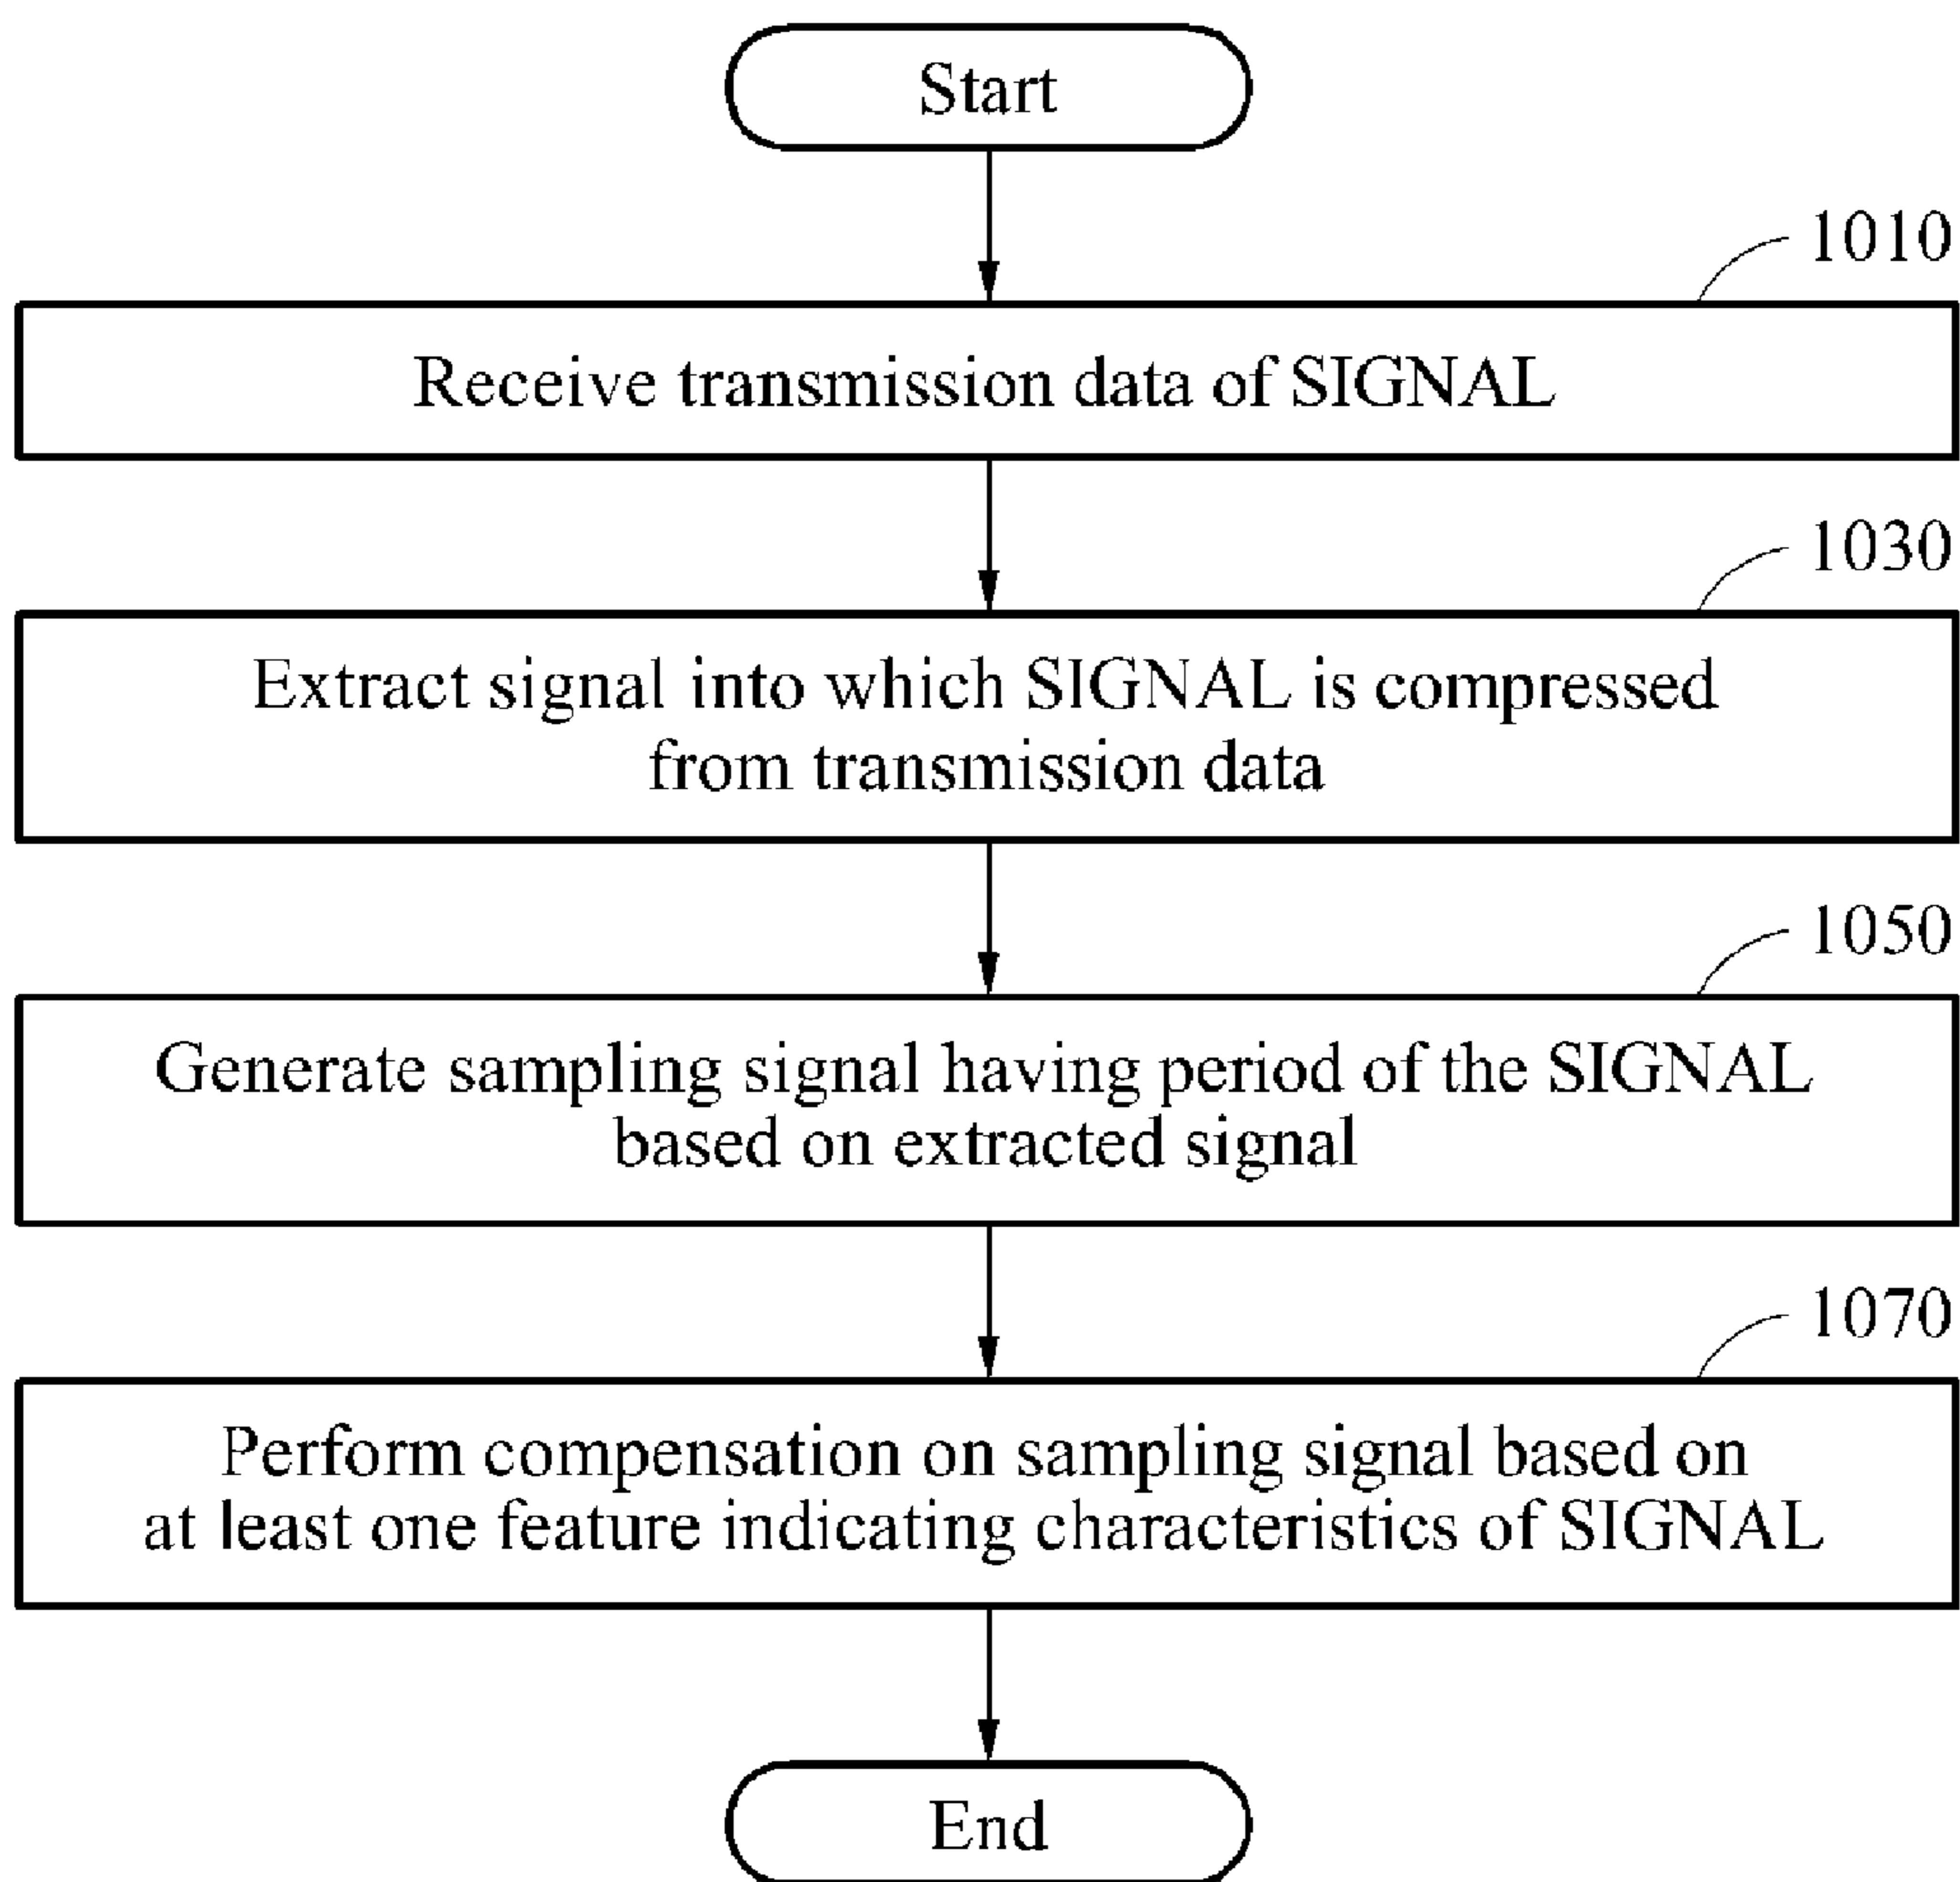 Start
1010
Receive transmission data of SIGNAL
1030
Extract signal into which SIGNAL is compressed
from transmission data
1050
Generate sampling signal having period of the SIGNAL
based on extracted signal
1070
Perform compensation on sampling signal based on
at least one feature indicating characteristics of SIGNAL
End